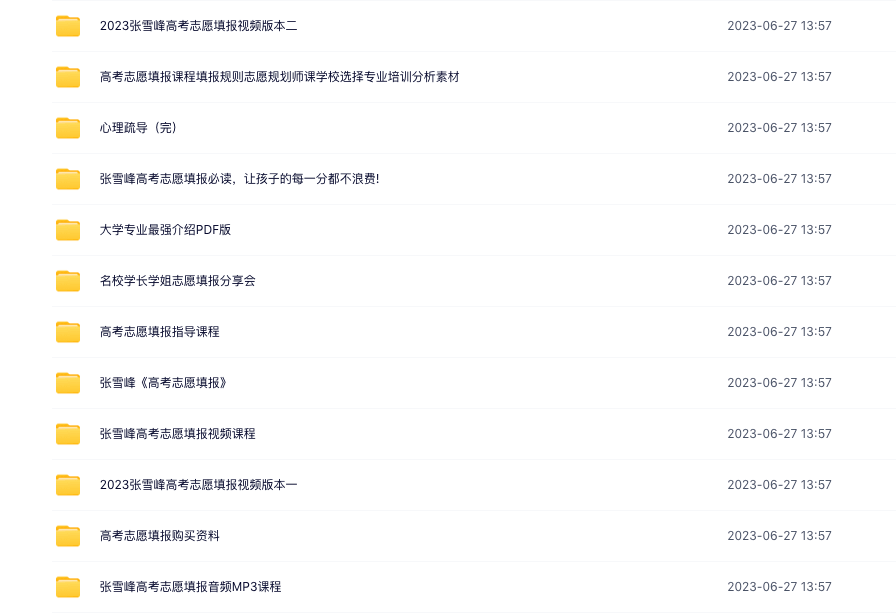 2023张雪峰高考志愿填报视频版本二 2023-06-27 13:57
高考志愿填报课程填报规则志愿规划师课学校选择专业培训分析素材 2023-06-27 13:57
心理疏导（完） 2023-06-27 13:57
张雪峰高考志愿填报必读，让孩子的每一分都不浪费! 2023-06-27 13:57
大学专业最强介绍PDF版 2023-06-27 13:57
名校学长学姐志愿填报分享会 2023-06-27 13:57
高考志愿填报指导课程 2023-06-27 13:57
张雪峰《高考志愿填报》 2023-06-27 13:57
张雪峰高考志愿填报视频课程 2023-06-27 13:57
2023张雪峰高考志愿填报视频版本一 2023-06-27 13:57
高考志愿填报购买资料 2023-06-27 13:57
张雪峰高考志愿填报音频MP3课程 2023-06-27 13:57